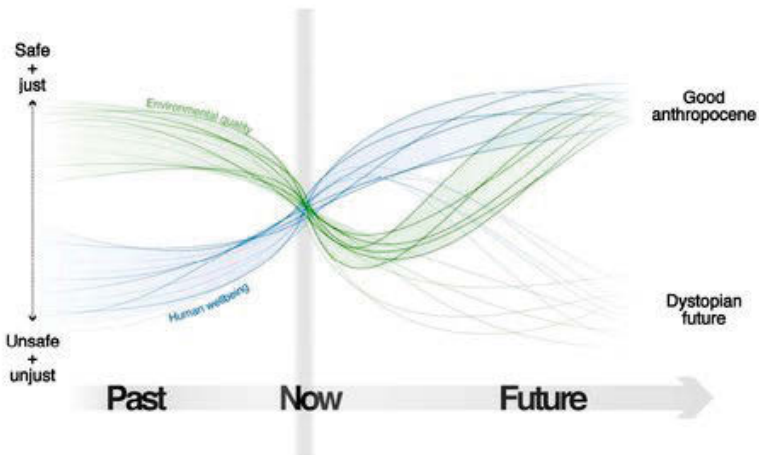 Safe
+
just
Environmental quality
Good
anthropocene
Human wellbeing
Dystopian
future
Unsafe
+
unjust
Past
Now
Future